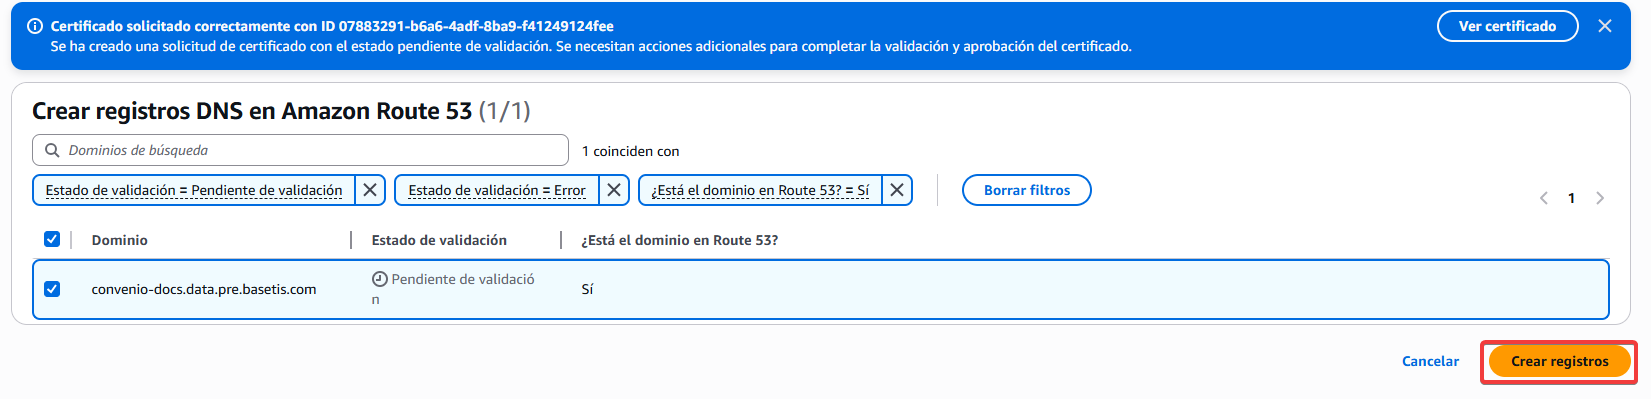 Certificado solicitado correctamente con ID 07883291-b6a6-4adf-8ba9-f41249124fee
Se ha creado una solicitud de certificado con el estado pendiente de validación. Se necesitan acciones adicionales para completar la validación y aprobación del certificado.
Ver certificado
Crear registros DNS en Amazon Route 53 (1/1)
Dominios de búsqueda
1 coinciden con
Estado de validación = Pendiente de validación
Estado de validación = Error
¿Está el dominio en Route 53? = Sí
Borrar filtros
1
Dominio
Estado de validación
¿Está el dominio en Route 53?
convenio-docs.data.pre.basetis.com
Pendiente de validació
n
Sí
Cancelar
Crear registros